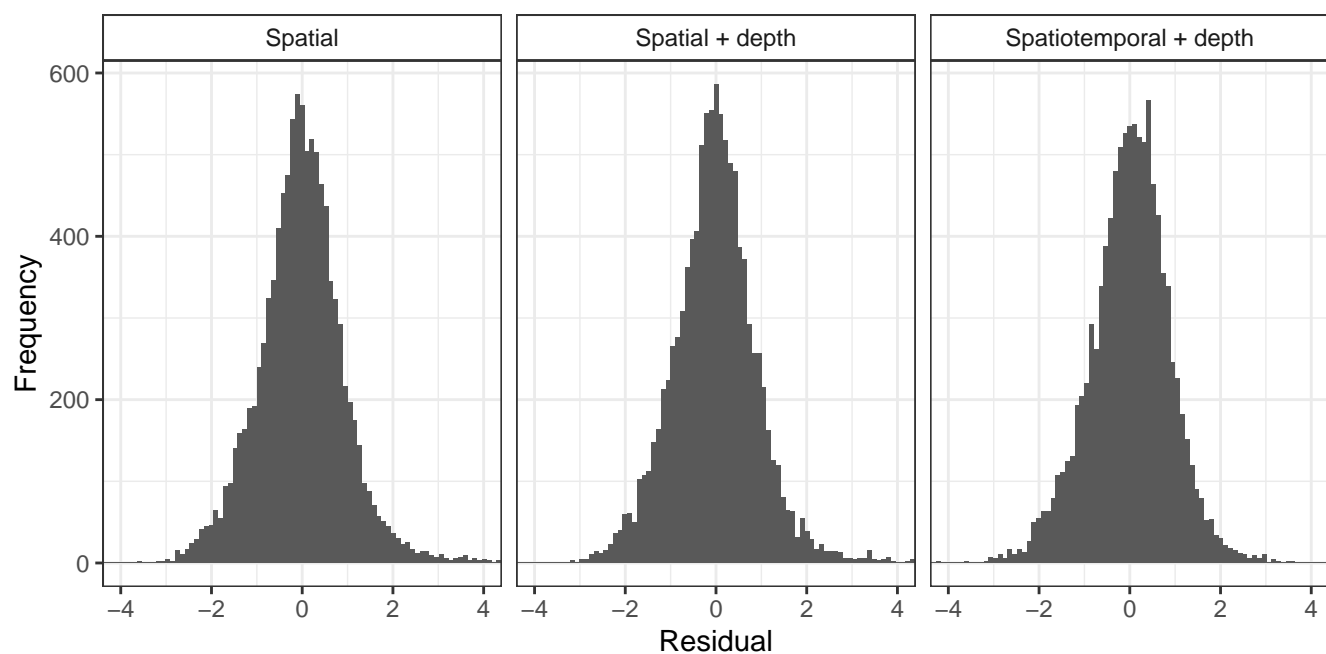 Spatial
Spatial + depth
Spatiotemporal + depth
Frequency
600
400
200
0
−4 −2 0 2 4
−4 −2 0 2 4
−4 −2 0 2 4
Residual